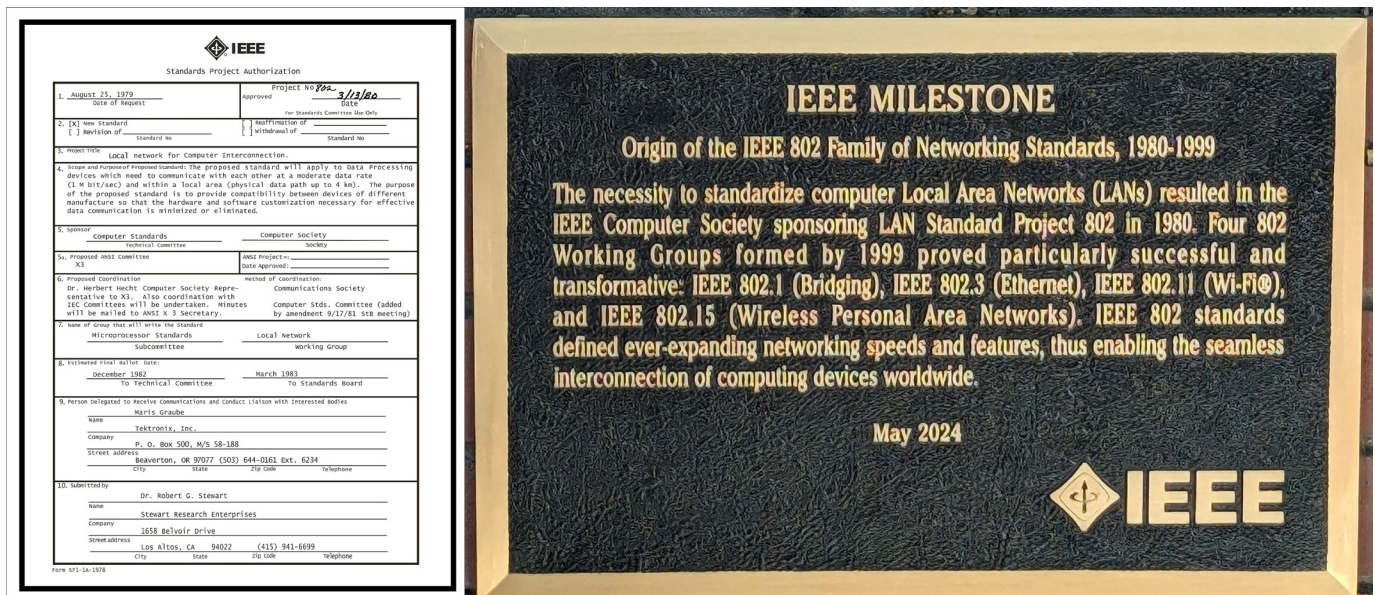 IEEE
Standards Project Authorization
1. August 25, 1979
Date of Request
Project No 802
Approved 3/13/80
Date
For Standards Committee Use Only
2. [X] New Standard
[ ] Revision of
Standard No
[ ] Reaffirmation of
[ ] Withdrawal of
Standard No
3. Project Title Local network for Computer Interconnection.
4. Scope and Purpose of Proposed Standard: The proposed standard will apply to Data Processing
devices which need to communicate with each other at a moderate data rate
(1 M bit/sec) and within a local area (physical data path up to 4 km). The purpose
of the proposed standard is to provide compatibility between devices of different
manufacture so that the hardware and software customization necessary for effective
data communication is minimized or eliminated.
5. Sponsor
Computer Standards
Technical Committee
Computer Society
Society
5a. Proposed ANSI Committee
X3
ANSI Project=:
Date Approved:
6. Proposed Coordination
Dr. Herbert Hecht Computer Society Repre-
sentative to X3. Also coordination with
IEC Committees will be undertaken. Minutes
will be mailed to ANSI X 3 Secretary.
Method of Coordination:
Communications Society
Computer Stds. Committee (added
by amendment 9/17/81 StB meeting)
7. Name of Group that will Write the Standard
Microprocessor Standards
Subcommittee
Local Network
Working Group
8. Estimated Final Ballot Date:
December 1982
To Technical Committee
March 1983
To Standards Board
9. Person Delegated to Receive Communications and Conduct Liaison with Interested Bodies
Maris Graube
Name
Tektronix, Inc.
Company
P. O. Box 500, M/S 58-188
Street address
Beaverton, OR 97077 (503) 644-0161 Ext. 6234
City State Zip Code Telephone
10. Submitted by
Dr. Robert G. Stewart
Name
Stewart Research Enterprises
Company
1658 Belvoir Drive
Street address
Los Altos, CA 94022 (415) 941-6699
City State Zip Code Telephone
Form SF1-1A-1978
IEEE MILESTONE
Origin of the IEEE 802 Family of Networking Standards, 1980-1999
The necessity to standardize computer Local Area Networks (LANs) resulted in the
IEEE Computer Society sponsoring LAN Standard Project 802 in 1980. Four 802
Working Groups formed by 1999 proved particularly successful and
transformative: IEEE 802.1 (Bridging), IEEE 802.3 (Ethernet), IEEE 802.11 (Wi-Fi®),
and IEEE 802.15 (Wireless Personal Area Networks). IEEE 802 standards
defined ever-expanding networking speeds and features, thus enabling the seamless
interconnection of computing devices worldwide.
May 2024
IEEE